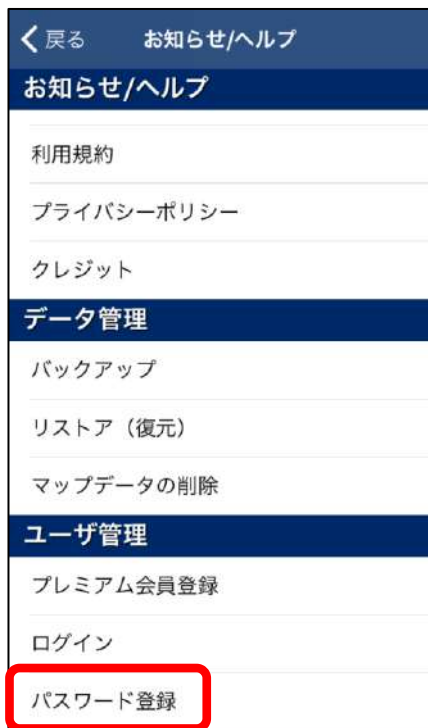 戻る お知らせ/ヘルプ
お知らせ/ヘルプ
利用規約
プライバシーポリシー
クレジット
データ管理
バックアップ
リストア（復元）
マップデータの削除
ユーザ管理
プレミアム会員登録
ログイン
パスワード登録